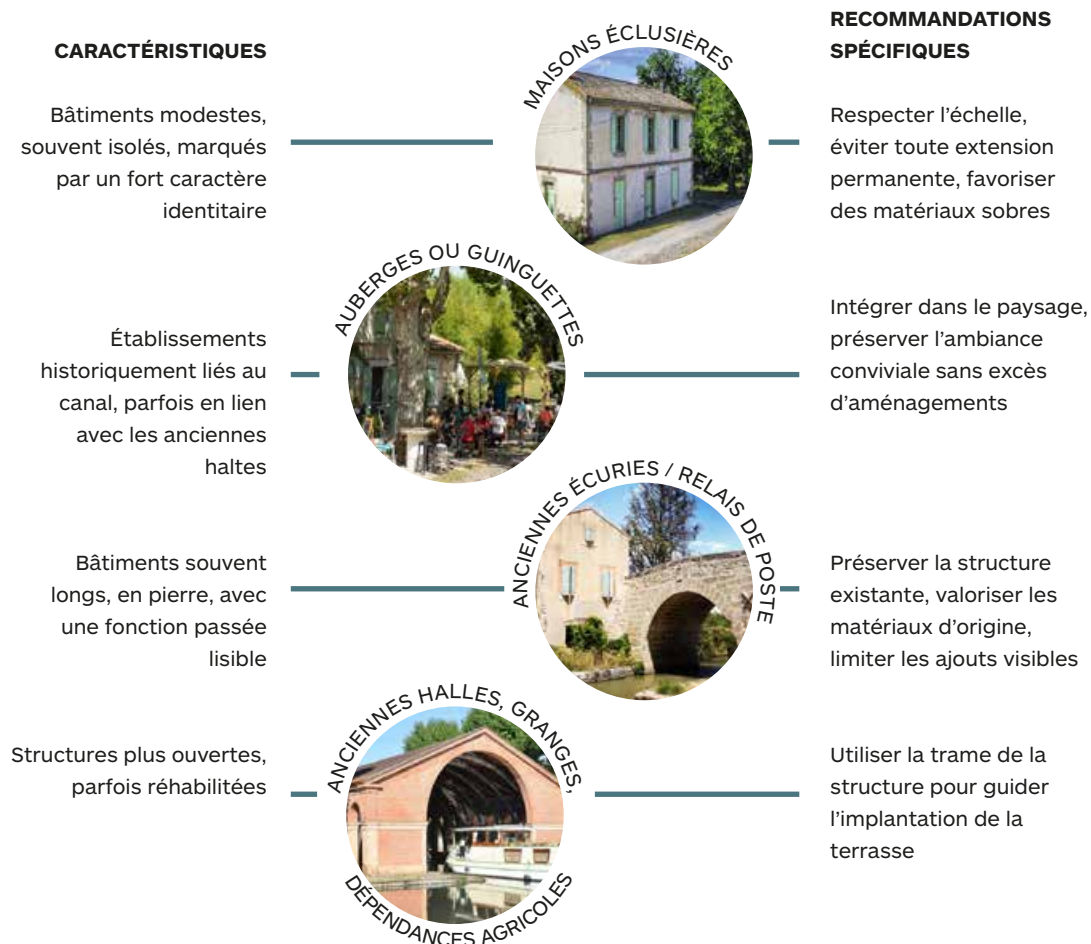 CARACTÉRISTIQUES
RECOMMANDATIONS
SPÉCIFIQUES
MAISONS ÉCLUSIÈRES
Bâtiments modestes,
souvent isolés, marqués
par un fort caractère
identitaire
Respecter l’échelle,
éviter toute extension
permanente, favoriser
des matériaux sobres
AUBERGES OU GUINGUETTES
Établissements
historiquement liés au
canal, parfois en lien
avec les anciennes
haltes
Intégrer dans le paysage,
préserver l’ambiance
conviviale sans excès
d’aménagements
ANCIENNES ÉCURIES / RELAIS DE POSTE
Bâtiments souvent
longs, en pierre, avec
une fonction passée
lisible
Préserver la structure
existante, valoriser les
matériaux d’origine,
limiter les ajouts visibles
ANCIENNES HALLES, GRANGES,
DÉPENDANCES AGRICOLES
Structures plus ouvertes,
parfois réhabilitées
Utiliser la trame de la
structure pour guider
l’implantation de la
terrasse